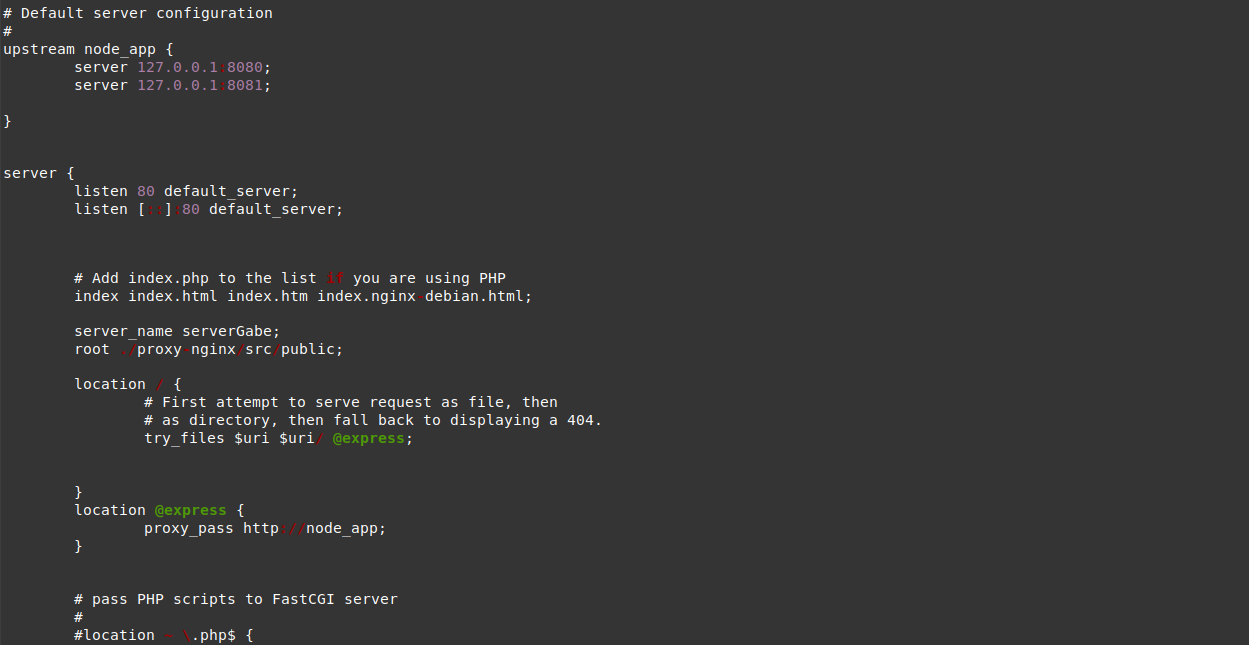 # Default server configuration
#
upstream node_app {
        server 127.0.0.1:8080;
        server 127.0.0.1:8081;
}
server {
        listen 80 default_server;
        listen [::]:80 default_server;
        # Add index.php to the list if you are using PHP
        index index.html index.htm index.nginx-debian.html;
        server_name serverGabe;
        root ./proxy-nginx/src/public;
        location / {
                # First attempt to serve request as file, then
                # as directory, then fall back to displaying a 404.
                try_files $uri $uri/ @express;
        }
        location @express {
                proxy_pass http://node_app;
        }
        # pass PHP scripts to FastCGI server
        #
        #location ~ \.php$ {